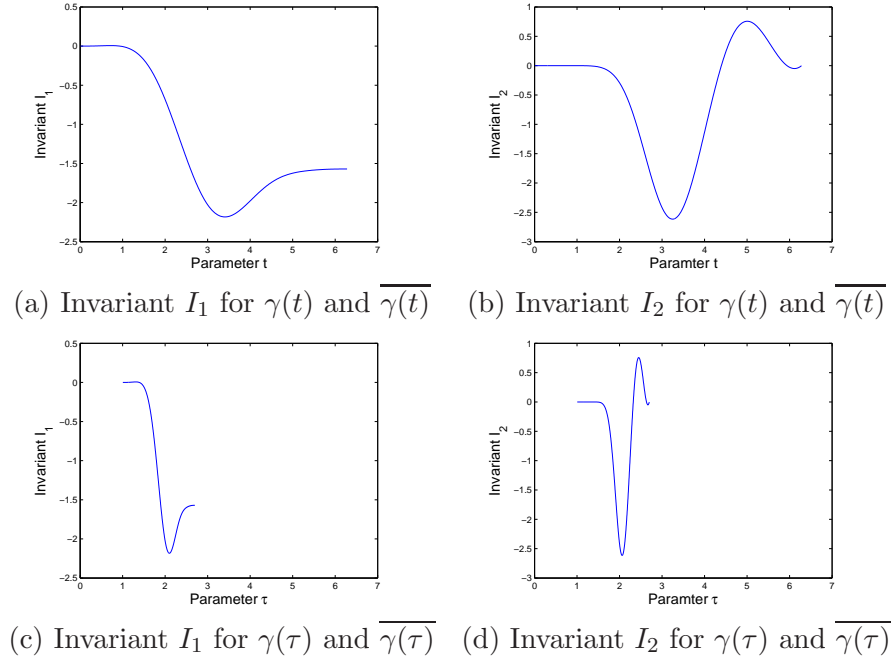 0.5
0
−0.5
−1
−1.5
−2
−2.5
0 1 2 3 4 5 6 7
Invariant I₁
Parameter t
1
0.5
0
−0.5
−1
−1.5
−2
−2.5
−3
0 1 2 3 4 5 6 7
Invariant I₂
Paramter t
(a) Invariant I₁ for γ(t) and \overline{γ(t)}
(b) Invariant I₂ for γ(t) and \overline{γ(t)}
0.5
0
−0.5
−1
−1.5
−2
−2.5
0 1 2 3 4 5 6 7
Invariant I₁
Parameter τ
1
0.5
0
−0.5
−1
−1.5
−2
−2.5
−3
0 1 2 3 4 5 6 7
Invariant I₂
Paramter τ
(c) Invariant I₁ for γ(τ) and \overline{γ(τ)}
(d) Invariant I₂ for γ(τ) and \overline{γ(τ)}